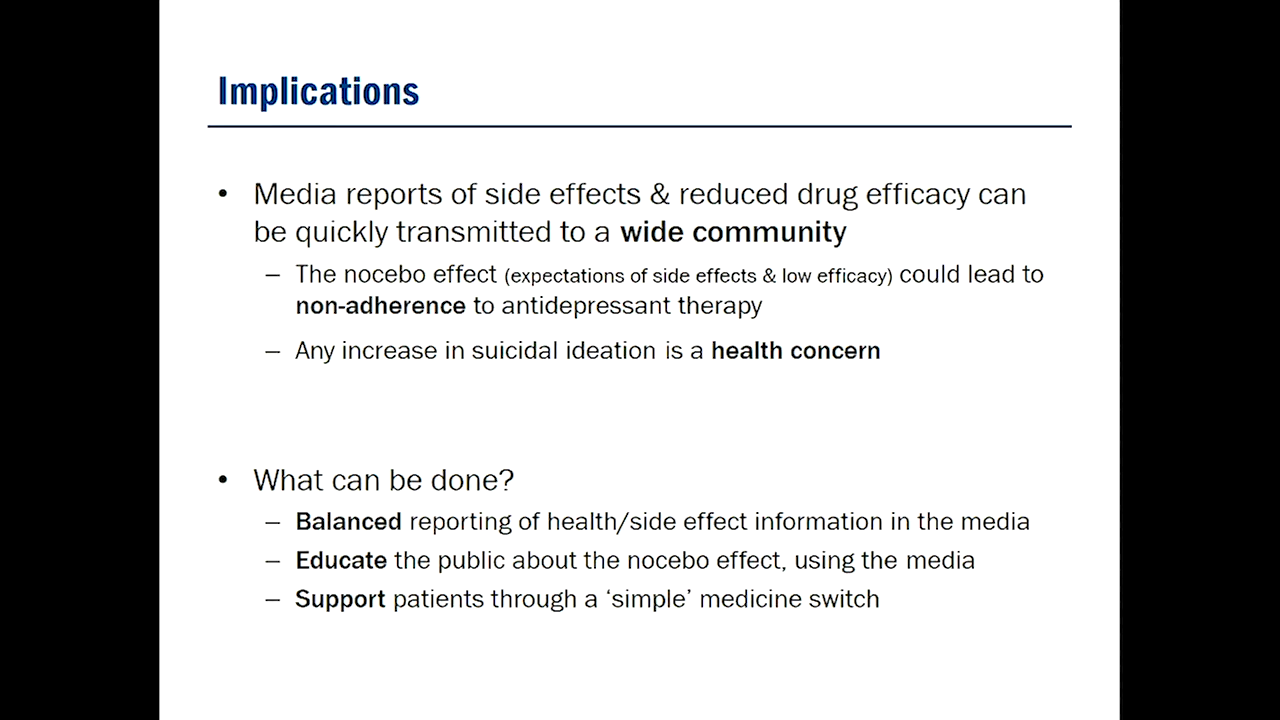 Implications
• Media reports of side effects & reduced drug efficacy can
be quickly transmitted to a wide community
– The nocebo effect (expectations of side effects & low efficacy) could lead to
non-adherence to antidepressant therapy
– Any increase in suicidal ideation is a health concern
• What can be done?
– Balanced reporting of health/side effect information in the media
– Educate the public about the nocebo effect, using the media
– Support patients through a ‘simple’ medicine switch